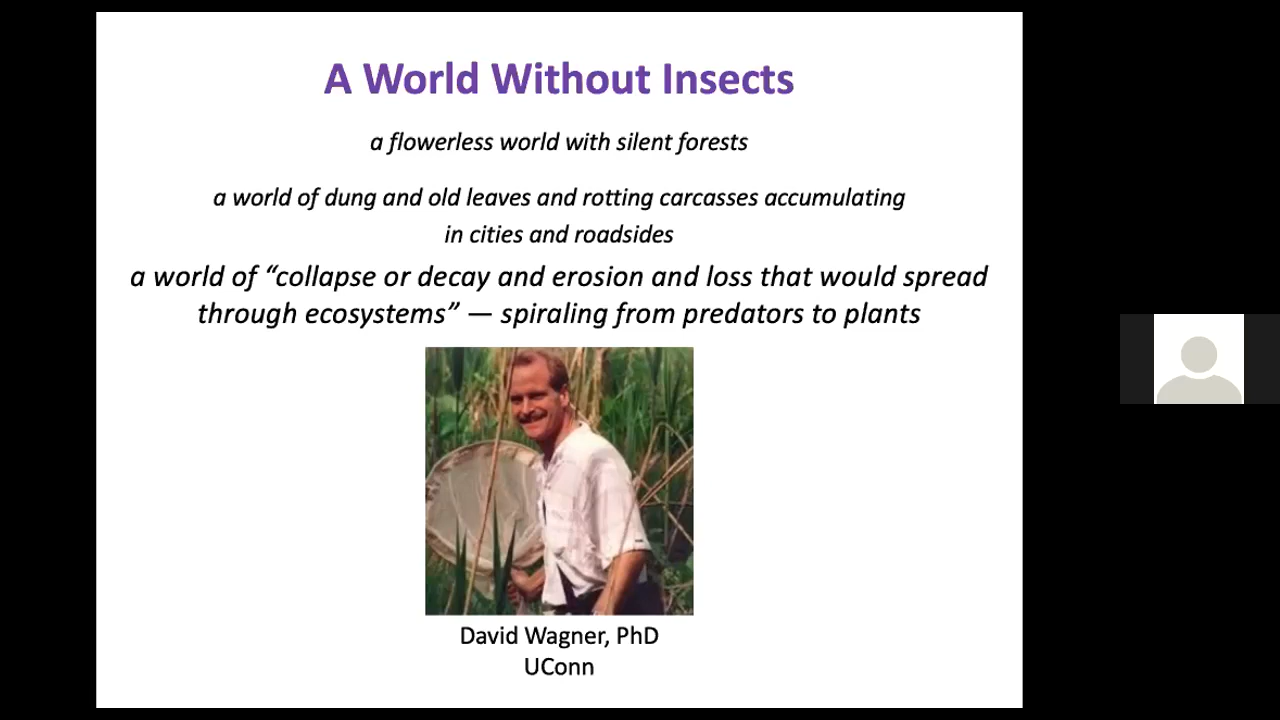 A World Without Insects
a flowerless world with silent forests
a world of dung and old leaves and rotting carcasses accumulating
in cities and roadsides
a world of “collapse or decay and erosion and loss that would spread
through ecosystems” — spiraling from predators to plants
David Wagner, PhD
UConn